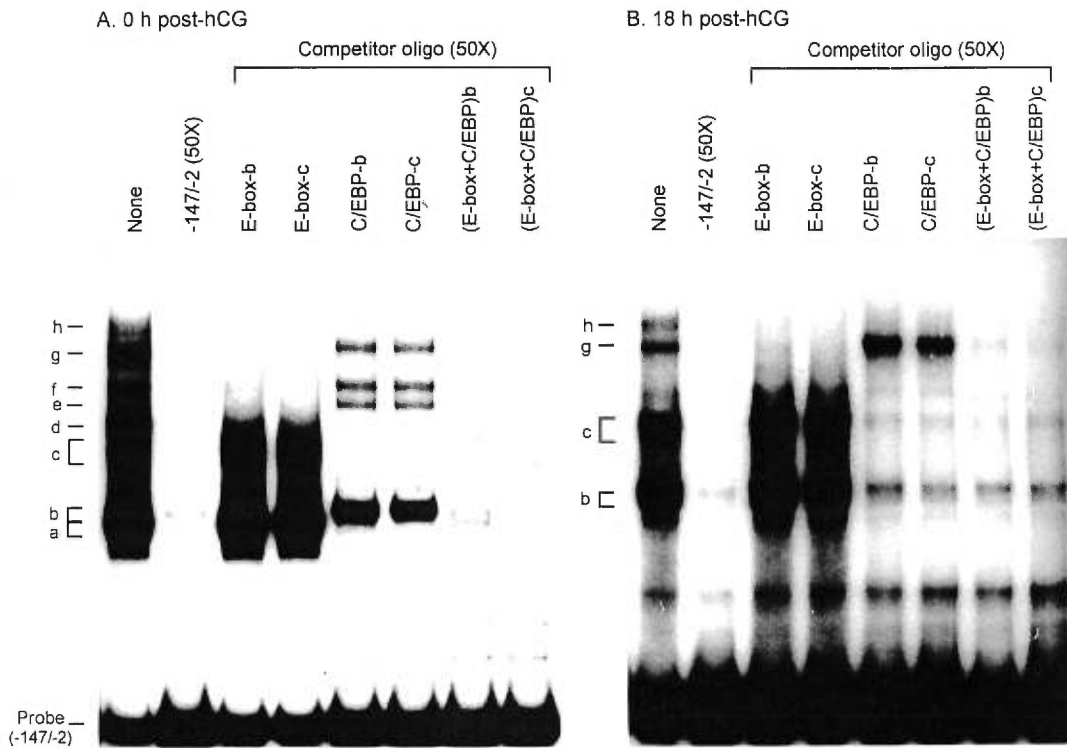 A. 0 h post-hCG
Competitor oligo (50X)
None
-147/-2 (50X)
E-box-b
E-box-c
C/EBP-b
C/EBP-c
(E-box+C/EBP)b
(E-box+C/EBP)c
h
g
f
e
d
c
b
a
Probe
(-147/-2)
B. 18 h post-hCG
Competitor oligo (50X)
None
-147/-2 (50X)
E-box-b
E-box-c
C/EBP-b
C/EBP-c
(E-box+C/EBP)b
(E-box+C/EBP)c
h
g
c
b